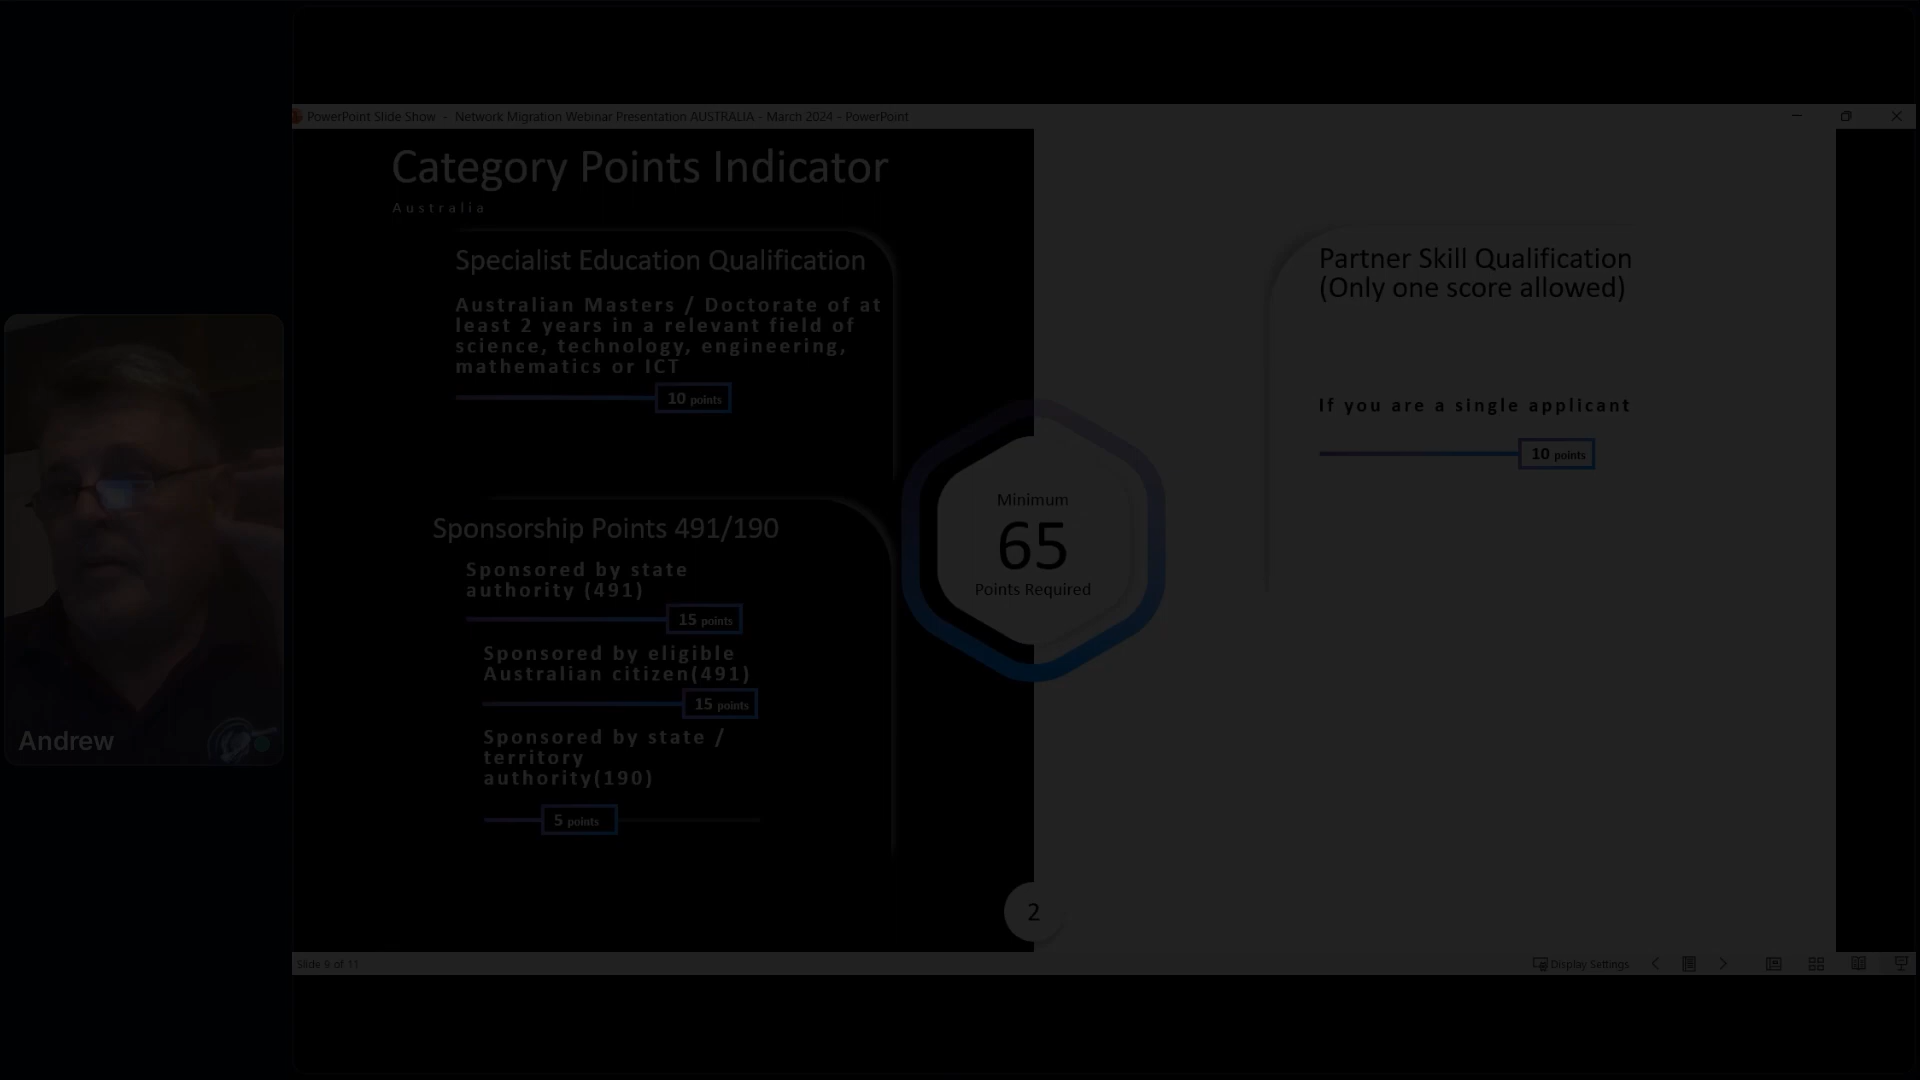 PowerPoint Slide Show - Network Migration Webinar Presentation AUSTRALIA - March 2024 - PowerPoint
Category Points Indicator
Australia
Specialist Education Qualification
Australian Masters / Doctorate of at
least 2 years in a relevant field of
science, technology, engineering,
mathematics or ICT
10 points
Sponsorship Points 491/190
Sponsored by state
authority (491)
15 points
Sponsored by eligible
Australian citizen(491)
15 points
Sponsored by state /
territory
authority(190)
5 points
Minimum
65
Points Required
Partner Skill Qualification
(Only one score allowed)
If you are a single applicant
10 points
2
Andrew
Slide 9 of 11
Display Settings